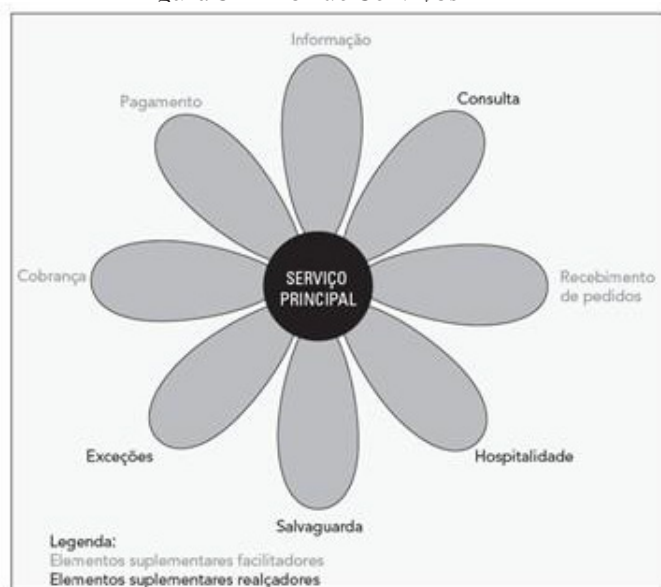 Informação
Pagamento
Consulta
Cobrança
SERVIÇO
PRINCIPAL
Recebimento
de pedidos
Exceções
Hospitalidade
Salvaguarda
Legenda:
Elementos suplementares facilitadores
Elementos suplementares realçadores